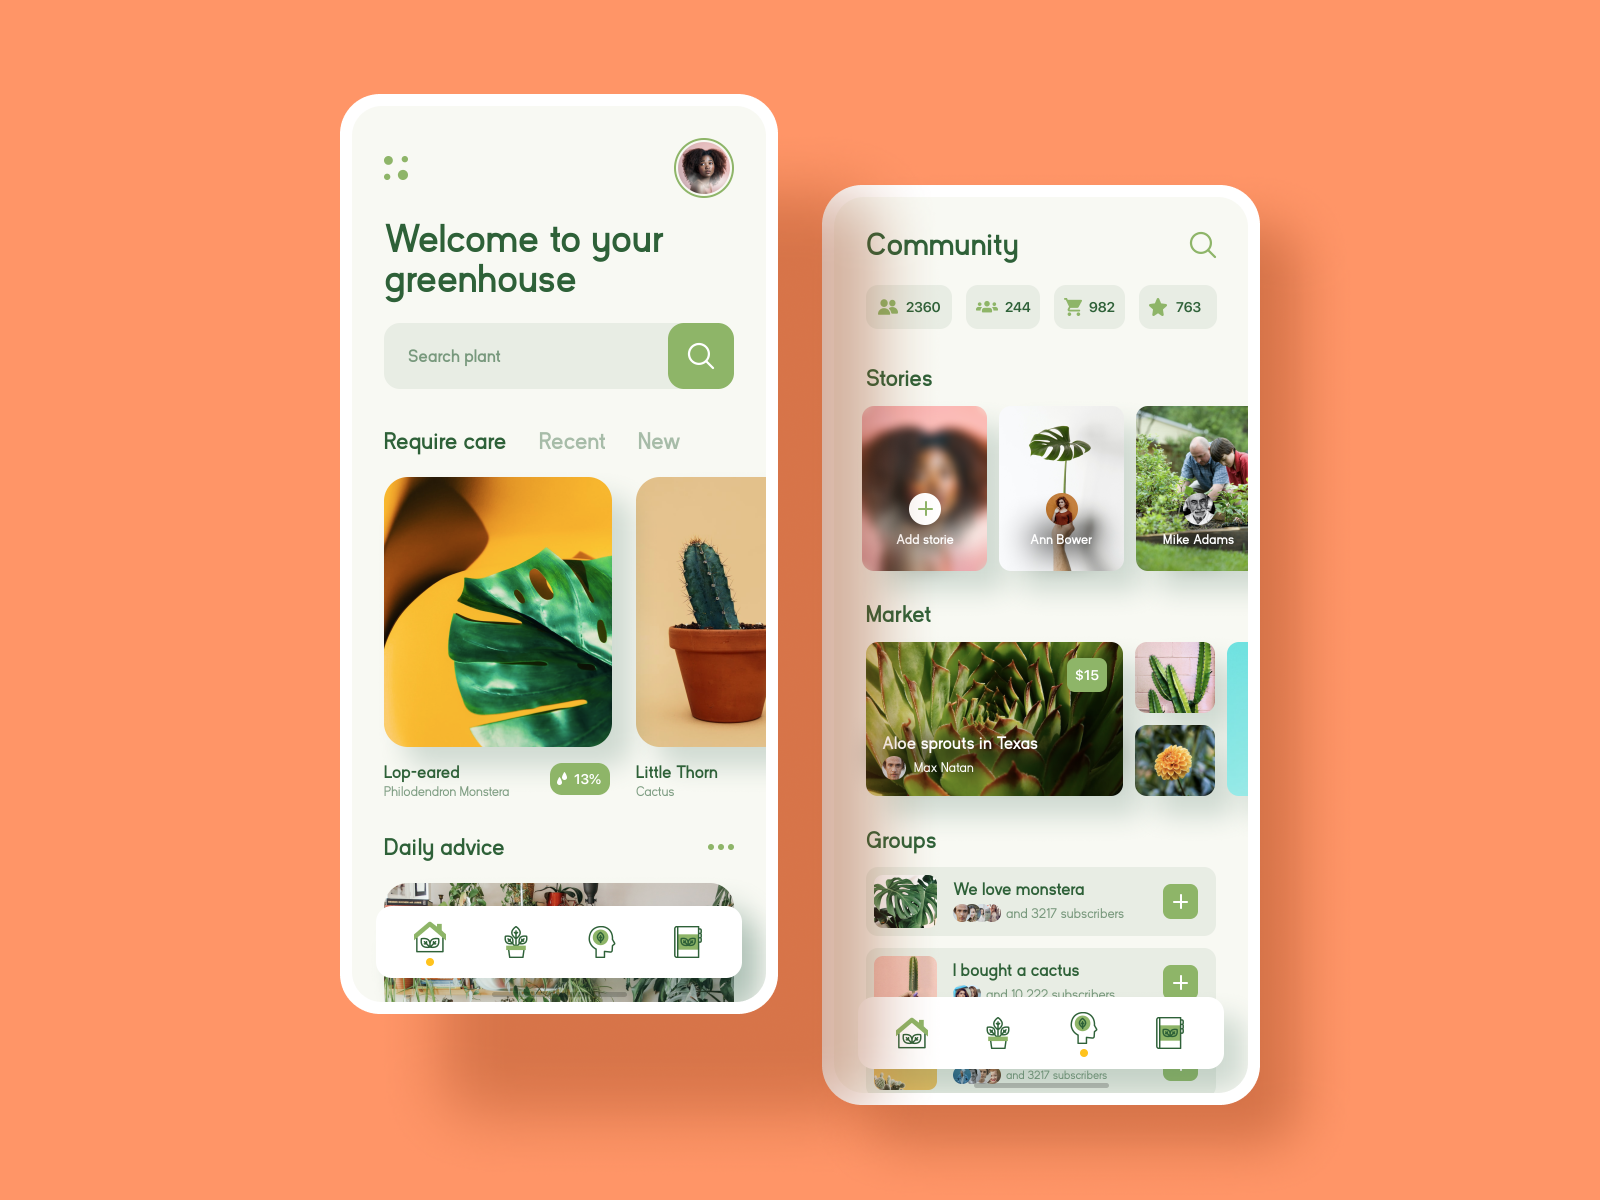 Welcome to your
greenhouse
Search plant
Require care Recent New
Lop-eared
Philodendron Monstera
13%
Little Thorn
Cactus
Daily advice
Community
2360 244 982 763
Stories
Add storie
Ann Bower
Mike Adams
Market
$15
Aloe sprouts in Texas
Max Natan
Groups
We love monstera
and 3217 subscribers
I bought a cactus
and 10 222 subscribers
and 3217 subscribers